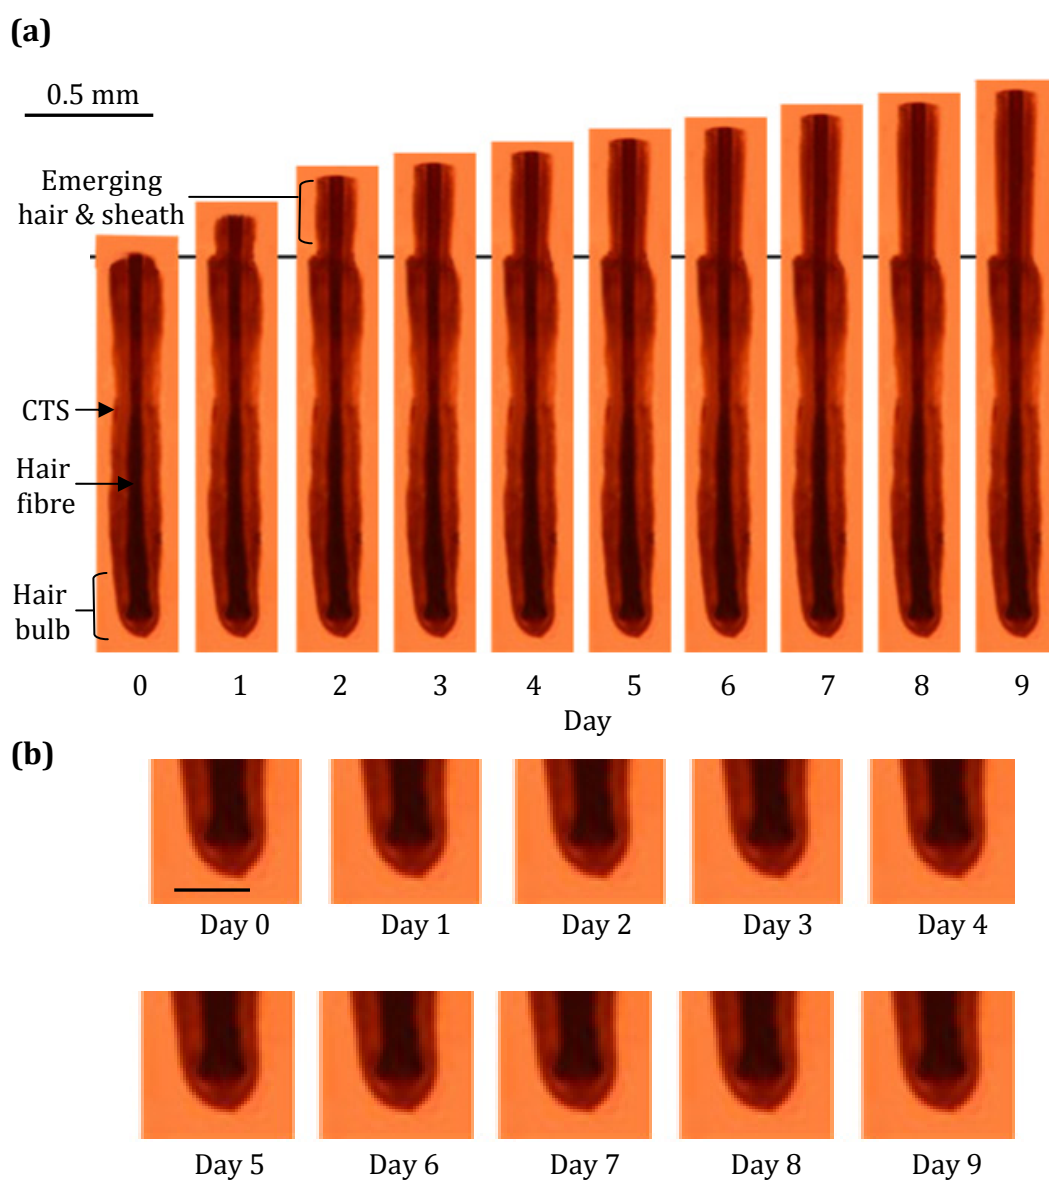 (a)
0.5 mm
Emerging
hair & sheath
CTS
Hair
fibre
Hair
bulb
0 1 2 3 4 5 6 7 8 9
Day
(b)
Day 0 Day 1 Day 2 Day 3 Day 4
Day 5 Day 6 Day 7 Day 8 Day 9